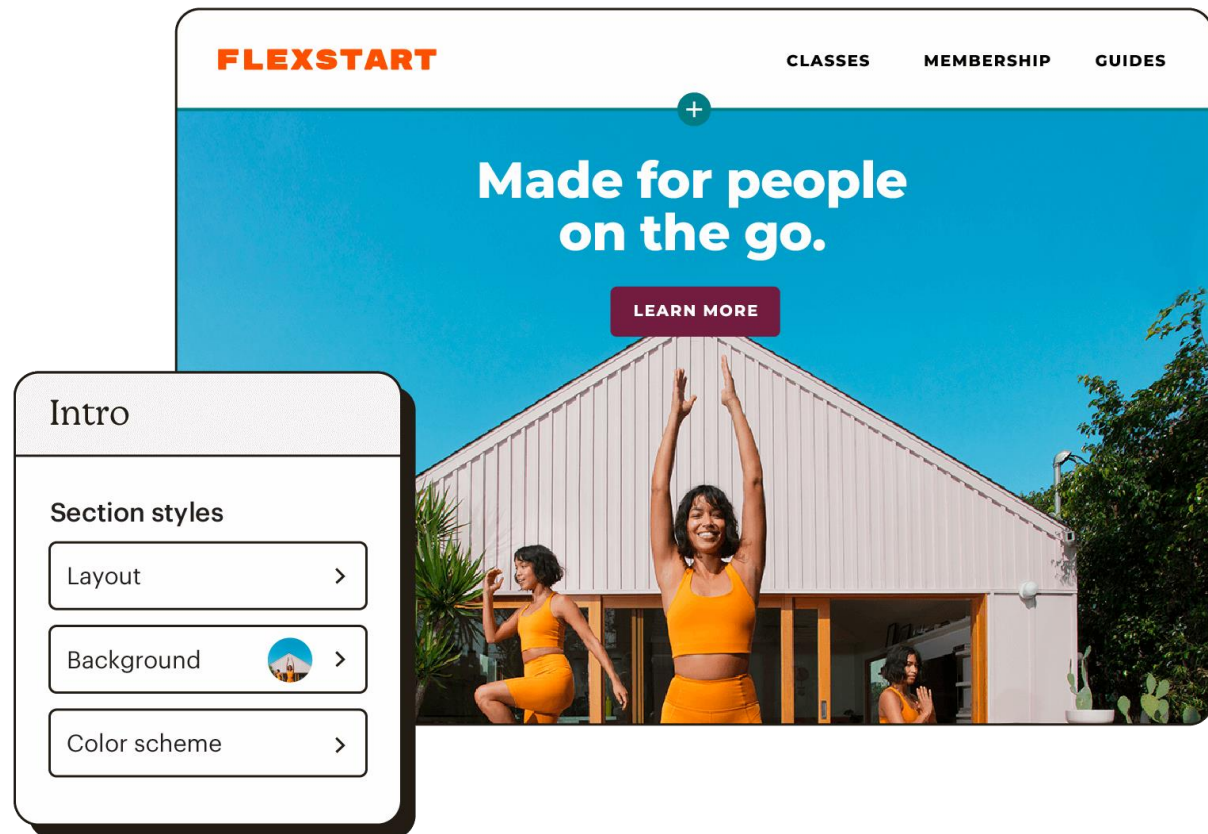 FLEXSTART
CLASSES
MEMBERSHIP
GUIDES
Made for people
on the go.
LEARN MORE
Intro
Section styles
Layout
Background
Color scheme